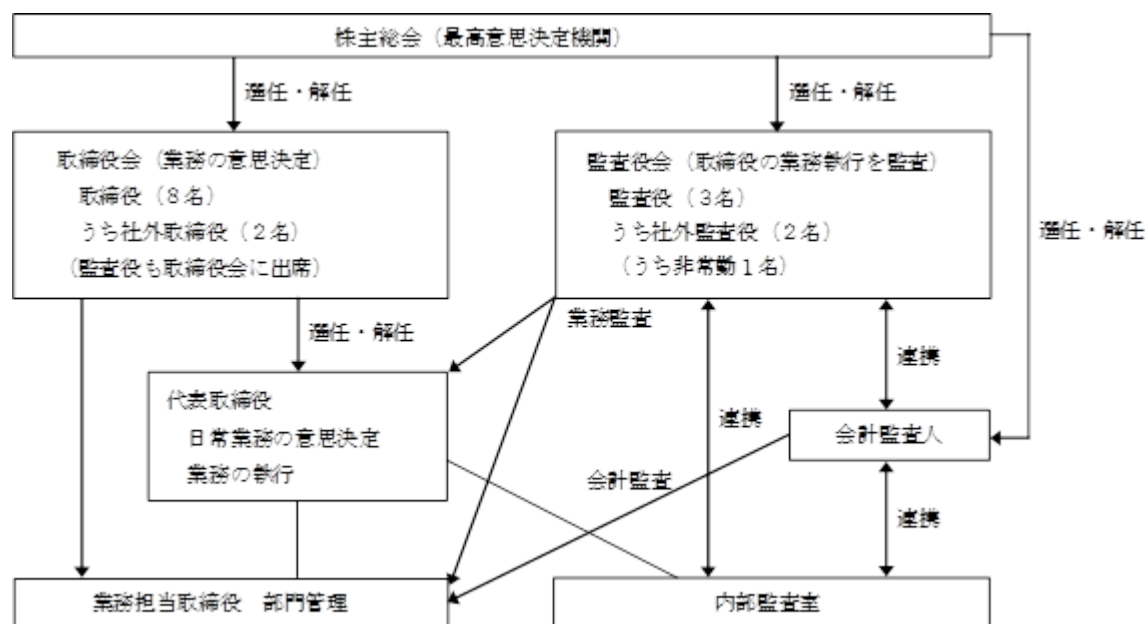 株主総会（最高意思決定機関）
選任・解任
選任・解任
取締役会（業務の意思決定）
取締役（８名）
うち社外取締役（２名）
（監査役も取締役会に出席）
監査役会（取締役の業務執行を監査）
監査役（３名）
うち社外監査役（２名）
（うち非常勤１名）
選任・解任
選任・解任
業務監査
連携
代表取締役
日常業務の意思決定
業務の執行
連携
会計監査人
会計監査
連携
業務担当取締役　部門管理
内部監査室